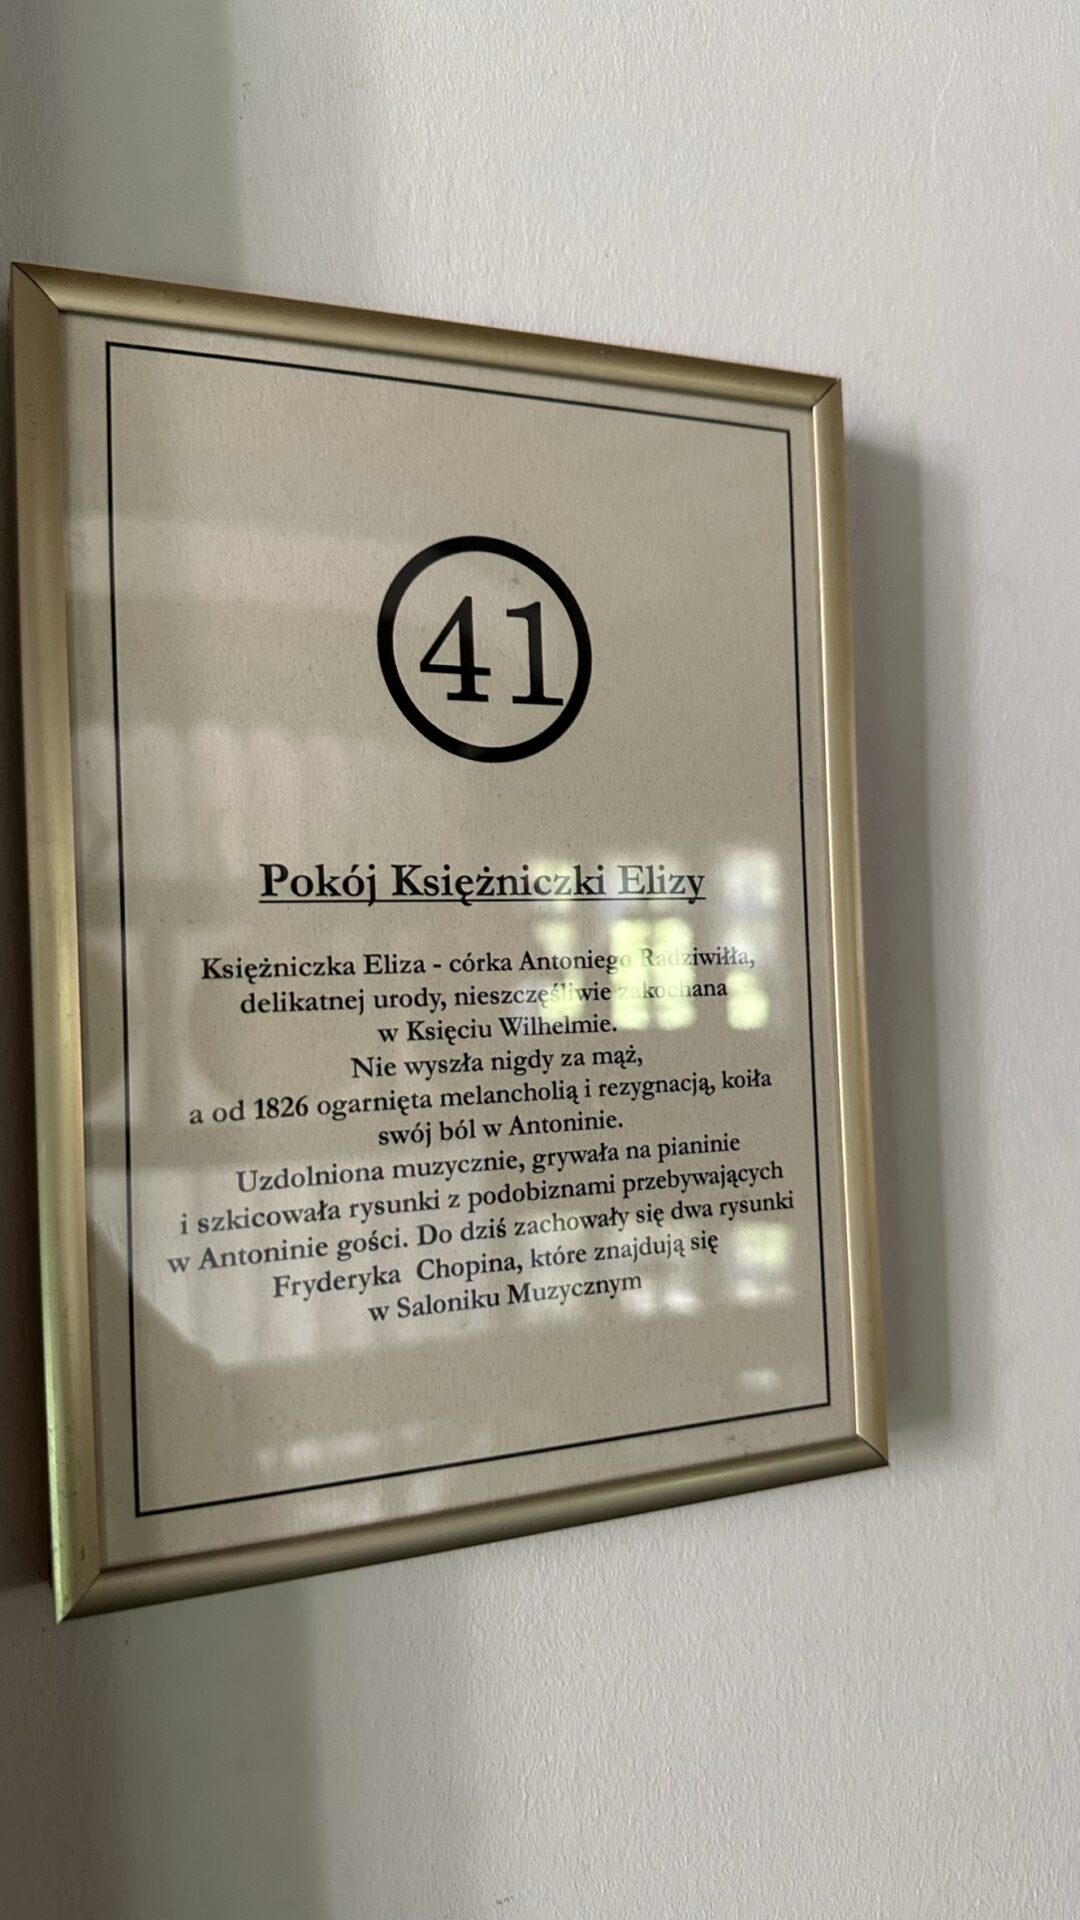 41
Pokój Księżniczki Elizy
Księżniczka Eliza - córka Antoniego Radziwiłła,
delikatnej urody, nieszczęśliwie zakochana
w Księciu Wilhelmie.
Nie wyszła nigdy za mąż,
a od 1826 ogarnięta melancholią i rezygnacją, koiła
swój ból w Antoninie.
Uzdolniona muzycznie, grywała na pianinie
i szkicowała rysunki z podobiznami przebywających
w Antoninie gości. Do dziś zachowały się dwa rysunki
Fryderyka Chopina, które znajdują się
w Saloniku Muzycznym